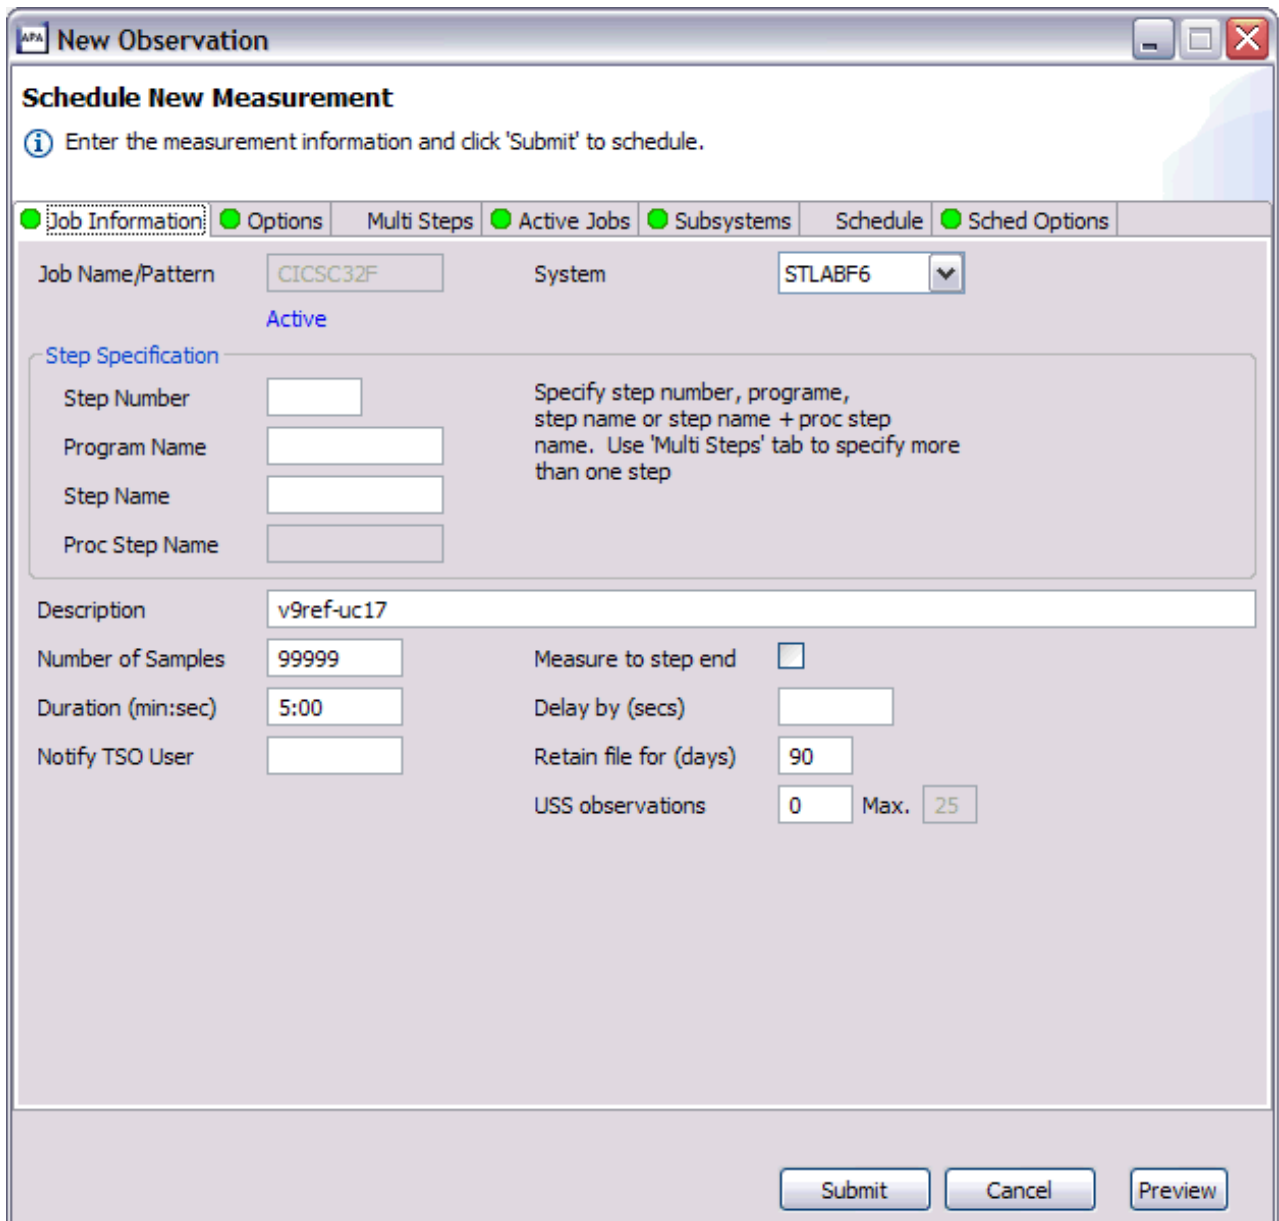 APA New Observation
Schedule New Measurement
Enter the measurement information and click 'Submit' to schedule.
Job Information Options Multi Steps Active Jobs Subsystems Schedule Sched Options
Job Name/Pattern CICSC32F System STLABF6
Active
Step Specification
Step Number
Program Name
Step Name
Proc Step Name
Specify step number, programe,
step name or step name + proc step
name. Use 'Multi Steps' tab to specify more
than one step
Description v9ref-uc17
Number of Samples 99999 Measure to step end
Duration (min:sec) 5:00 Delay by (secs)
Notify TSO User Retain file for (days) 90
USS observations 0 Max. 25
Submit Cancel Preview